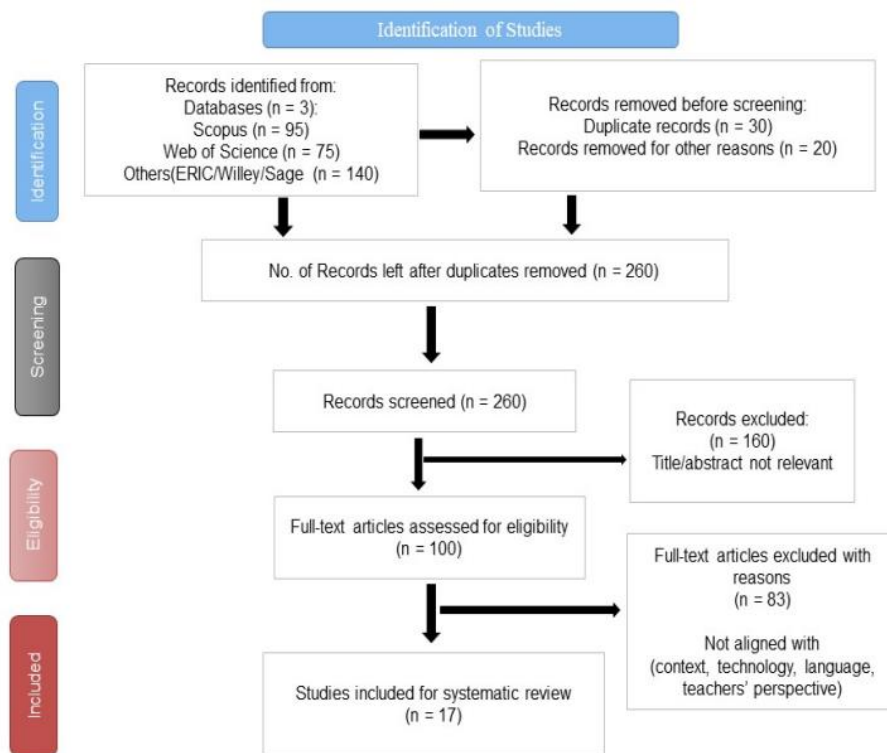 Identification of Studies
Identification
Records identified from:
Databases (n = 3):
Scopus (n = 95)
Web of Science (n = 75)
Others(ERIC/Willey/Sage (n = 140)
Records removed before screening:
Duplicate records (n = 30)
Records removed for other reasons (n = 20)
No. of Records left after duplicates removed (n = 260)
Screening
Records screened (n = 260)
Records excluded:
(n = 160)
Title/abstract not relevant
Eligibility
Full-text articles assessed for eligibility
(n = 100)
Full-text articles excluded with
reasons
(n = 83)
Not aligned with
(context, technology, language,
teachers' perspective)
Included
Studies included for systematic review
(n = 17)